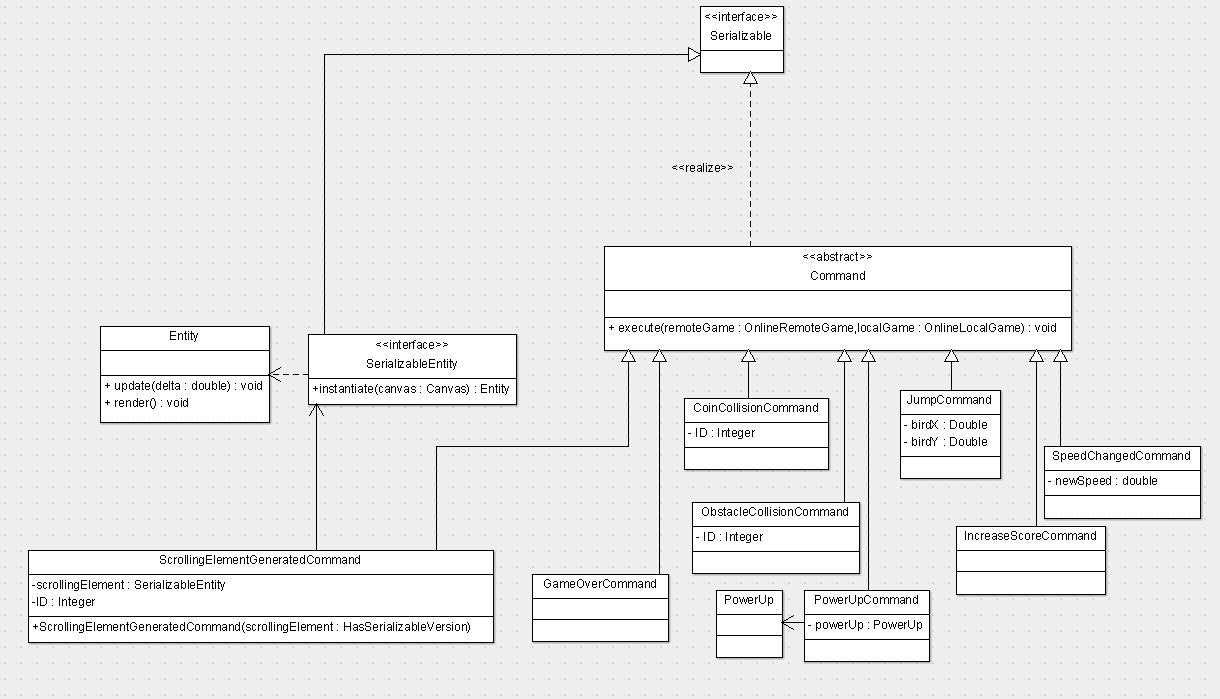 <<interface>>
Serializable
<<realize>>
<<abstract>>
Command
+ execute(remoteGame : OnlineRemoteGame,localGame : OnlineLocalGame) : void
Entity
+ update(delta : double) : void
+ render() : void
<<interface>>
SerializableEntity
+instantiate(canvas : Canvas) : Entity
CoinCollisionCommand
- ID : Integer
JumpCommand
- birdX : Double
- birdY : Double
SpeedChangedCommand
- newSpeed : double
ObstacleCollisionCommand
- ID : Integer
IncreaseScoreCommand
ScrollingElementGeneratedCommand
-scrollingElement : SerializableEntity
-ID : Integer
+ScrollingElementGeneratedCommand(scrollingElement : HasSerializableVersion)
GameOverCommand
PowerUp
PowerUpCommand
- powerUp : PowerUp